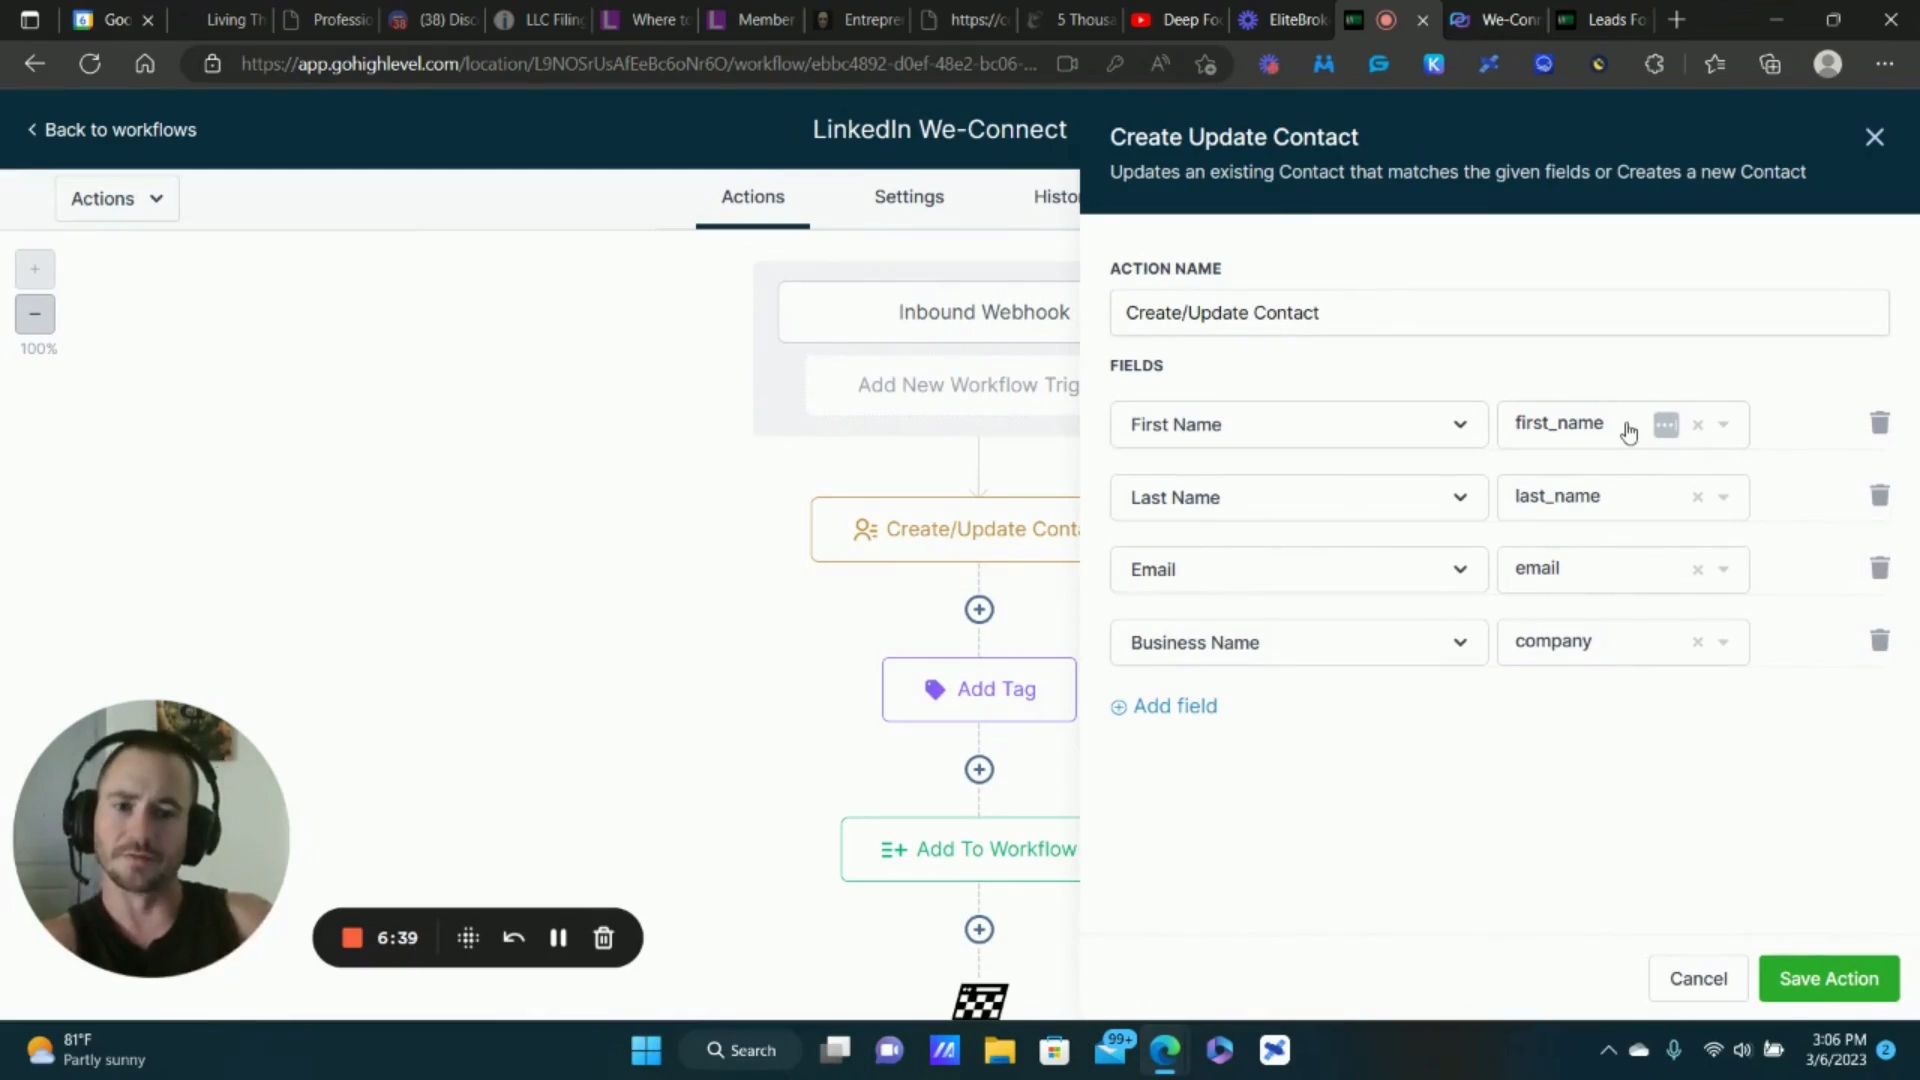 Goo
Living Th
Professio
(38) Disc
LLC Filing
Where to
Member
Entrepre
https://c
5 Thousa
Deep Fo
EliteBrok
We-Conn
Leads Fo
https://app.gohighlevel.com/location/L9NOSrUsAfEeBc6oNr6O/workflow/ebbc4892-d0ef-48e2-bc06-...
Back to workflows
LinkedIn We-Connect
Actions
Actions
Settings
Histo
100%
Inbound Webhook
Add New Workflow Trig
Create/Update Conta
Add Tag
Add To Workflow
6:39
Create Update Contact
Updates an existing Contact that matches the given fields or Creates a new Contact
ACTION NAME
Create/Update Contact
FIELDS
First Name first_name
Last Name last_name
Email email
Business Name company
Add field
Cancel Save Action
81°F
Partly sunny
Search
99+
3:06 PM
3/6/2023
2